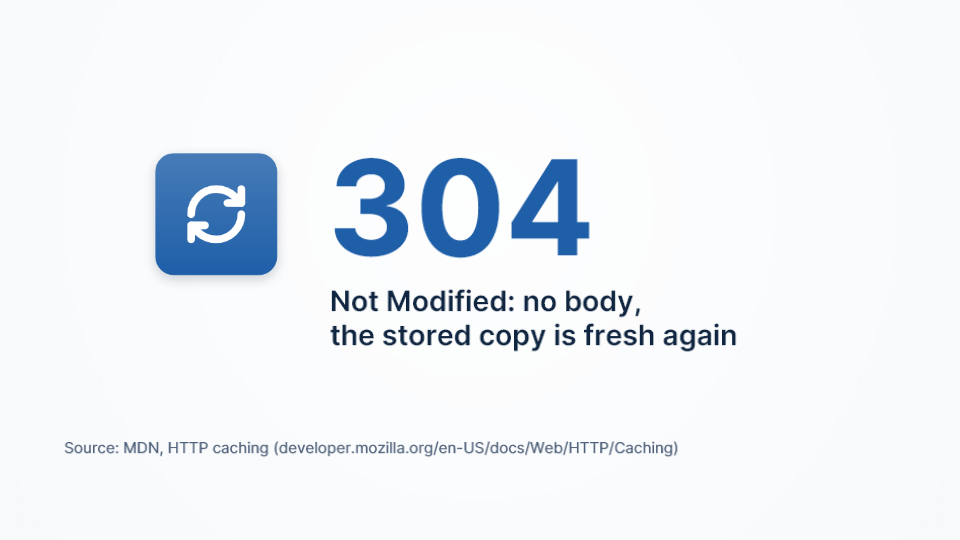 304
Not Modified: no body,
the stored copy is fresh again
Source: MDN, HTTP caching (developer.mozilla.org/en-US/docs/Web/HTTP/Caching)